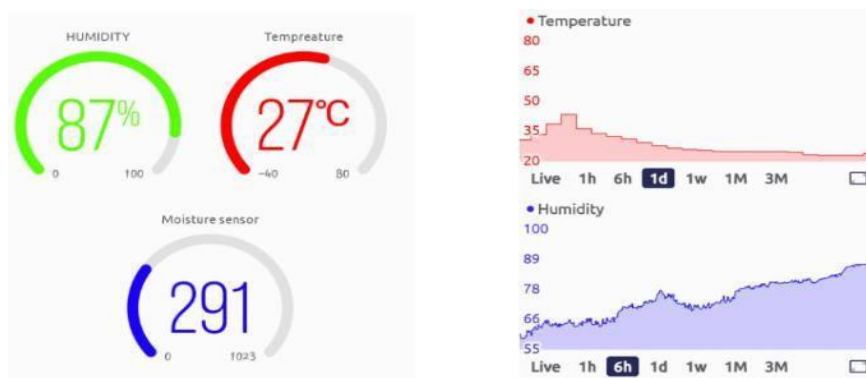 HUMIDITY
87%
0 100
Tempreature
27°C
-40 80
Moisture sensor
291
0 1023
Temperature
80
65
50
35
20
Live 1h 6h 1d 1w 1M 3M
Humidity
100
89
78
66
55
Live 1h 6h 1d 1w 1M 3M